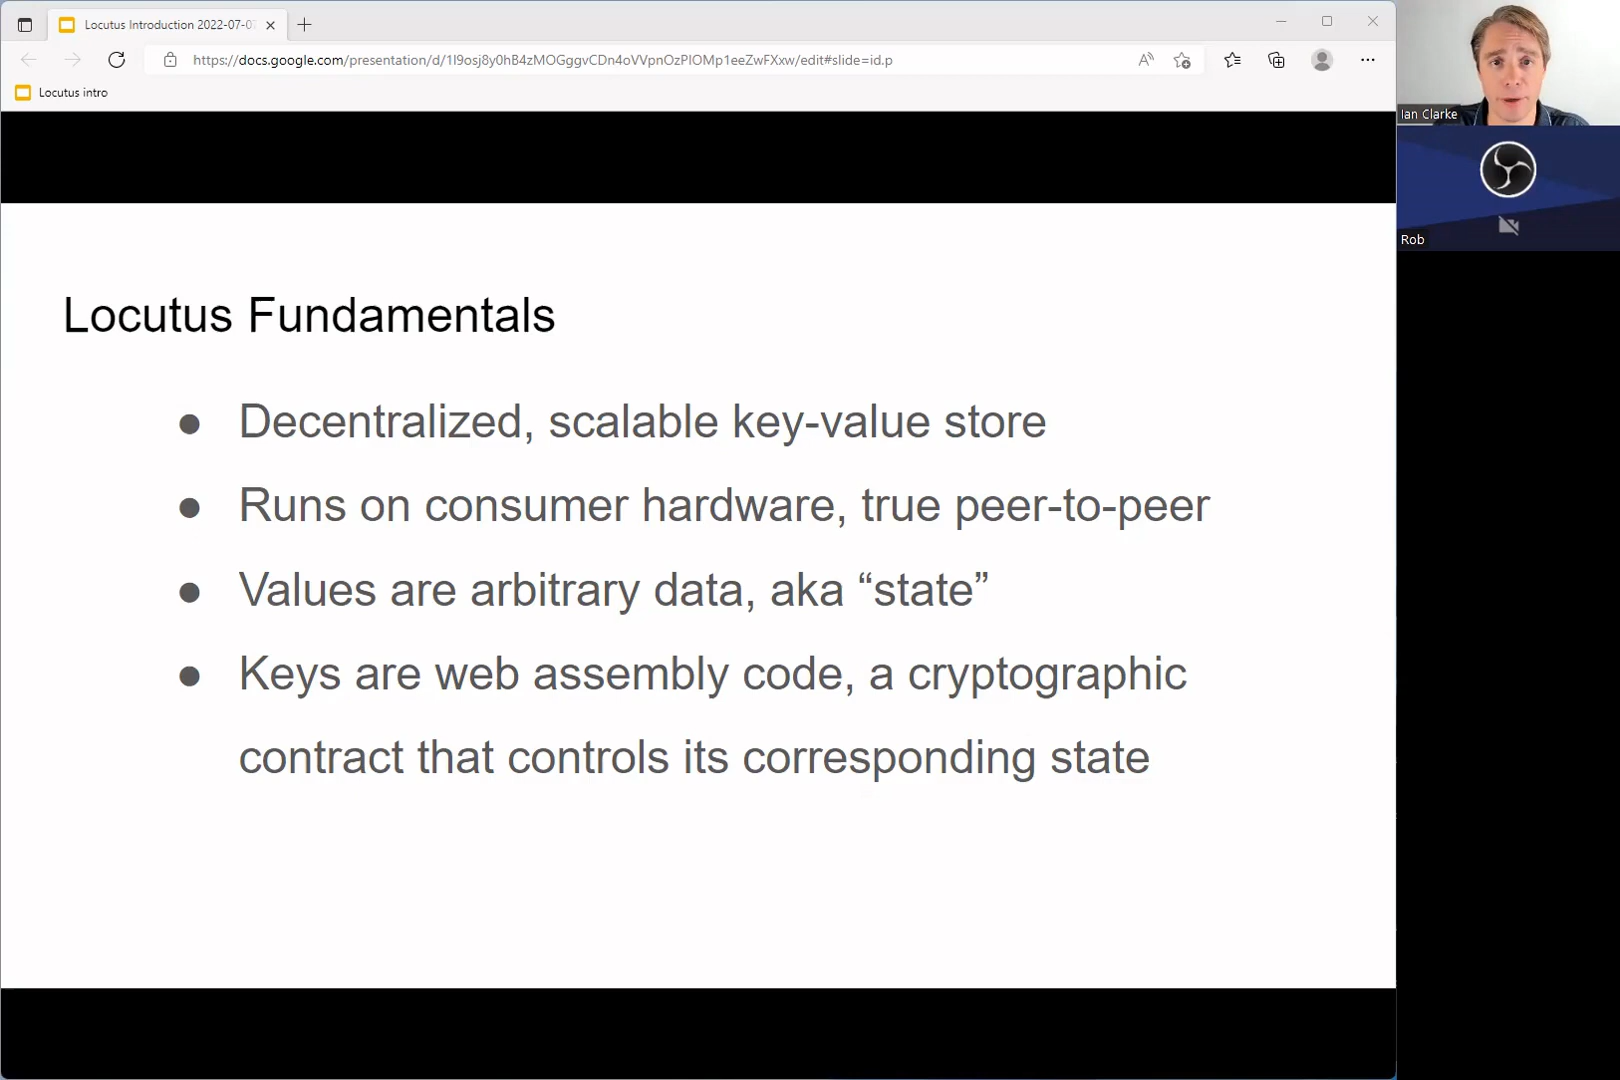 Locutus Introduction 2022-07-07
https://docs.google.com/presentation/d/1I9osj8y0hB4zMOGggvCDn4oVVpnOzPIOMp1eeZwFXxw/edit#slide=id.p
Locutus intro
Ian Clarke
Rob
Locutus Fundamentals
● Decentralized, scalable key-value store
● Runs on consumer hardware, true peer-to-peer
● Values are arbitrary data, aka “state”
● Keys are web assembly code, a cryptographic
contract that controls its corresponding state